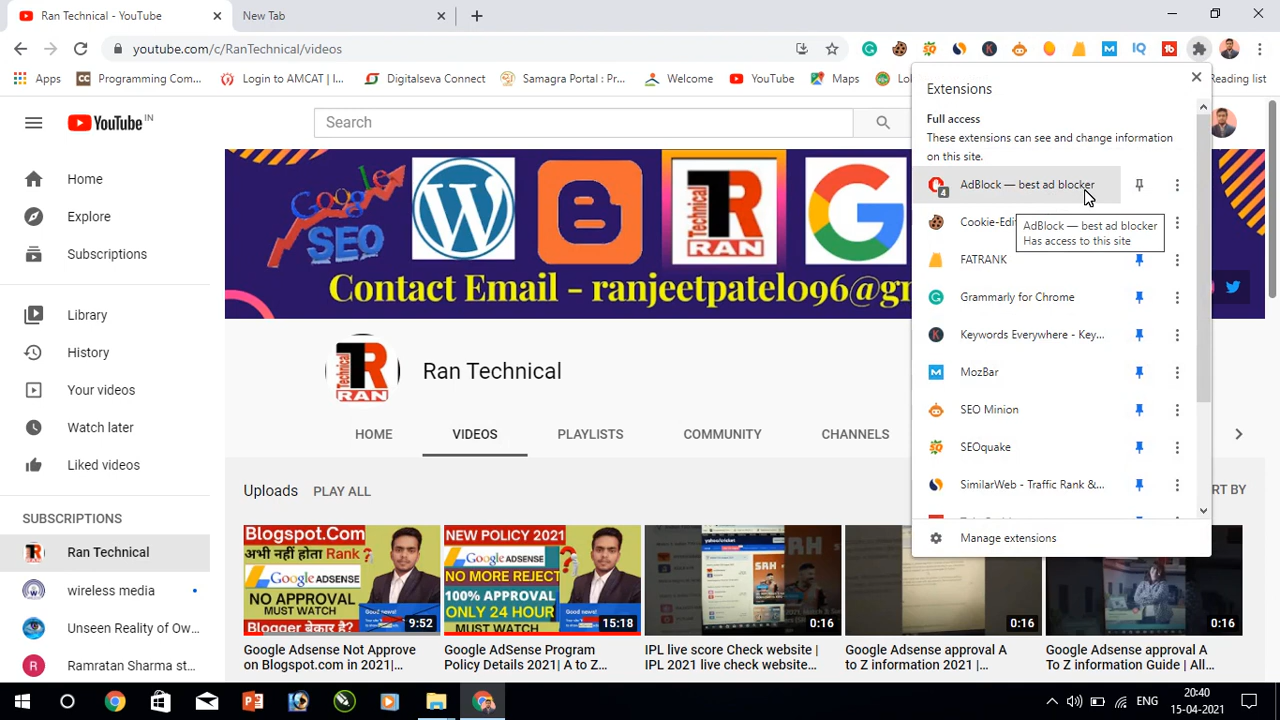 Ran Technical - YouTube
New Tab
youtube.com/c/RanTechnical/videos
Apps
Programming Com...
Login to AMCAT | I...
Digitalseva Connect
Samagra Portal : Pr...
Welcome
YouTube
Maps
Reading list
YouTube IN
Search
Home
Explore
Subscriptions
Library
History
Your videos
Watch later
Liked videos
SUBSCRIPTIONS
Ran Technical
wireless media
Unseen Reality of Ow...
Ramratan Sharma st...
Google SEO
Technical
RAN
Contact Email - ranjeetpatel096@gm
Ran Technical
HOME
VIDEOS
PLAYLISTS
COMMUNITY
CHANNELS
Uploads
PLAY ALL
RT BY
Extensions
Full access
These extensions can see and change information
on this site.
4
AdBlock — best ad blocker
AdBlock — best ad blocker
Has access to this site
FATRANK
Grammarly for Chrome
Keywords Everywhere - Key...
MozBar
SEO Minion
SEOquake
SimilarWeb - Traffic Rank &...
Manage extensions
Blogspot.Com
अभी नहीं होता Rank ?
Google ADSENSE
NO APPROVAL
MUST WATCH
Blogger बेकार है?
Good news!
9:52
Google Adsense Not Approve
on Blogspot.com in 2021|...
NEW POLICY 2021
Google ADSENSE
NO MORE REJECT
100% APPROVAL
ONLY 24 HOUR
MUST WATCH
Good news!
15:18
Google Adsense Program
Policy Details 2021| A to Z...
SRH
0:16
IPL live score Check website |
IPL 2021 live check website...
0:16
Google Adsense approval A
to Z information 2021 |
0:16
Google Adsense approval A
To Z information Guide | All...
ENG
20:40
15-04-2021